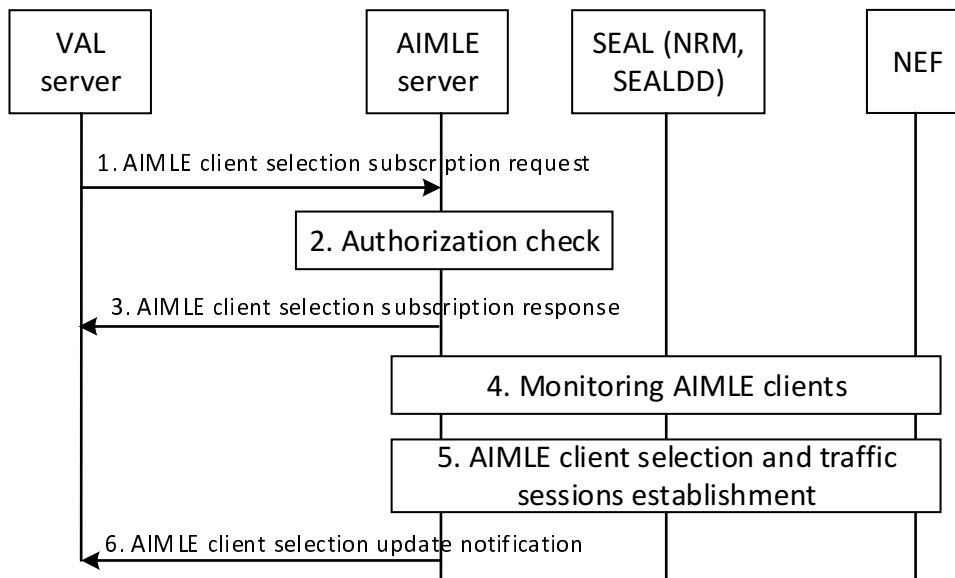 VAL
server
AIMLE
server
SEAL (NRM,
SEALDD)
NEF
1. AIMLE client selection subscription request
2. Authorization check
3. AIMLE client selection subscription response
4. Monitoring AIMLE clients
5. AIMLE client selection and traffic
sessions establishment
6. AIMLE client selection update notification